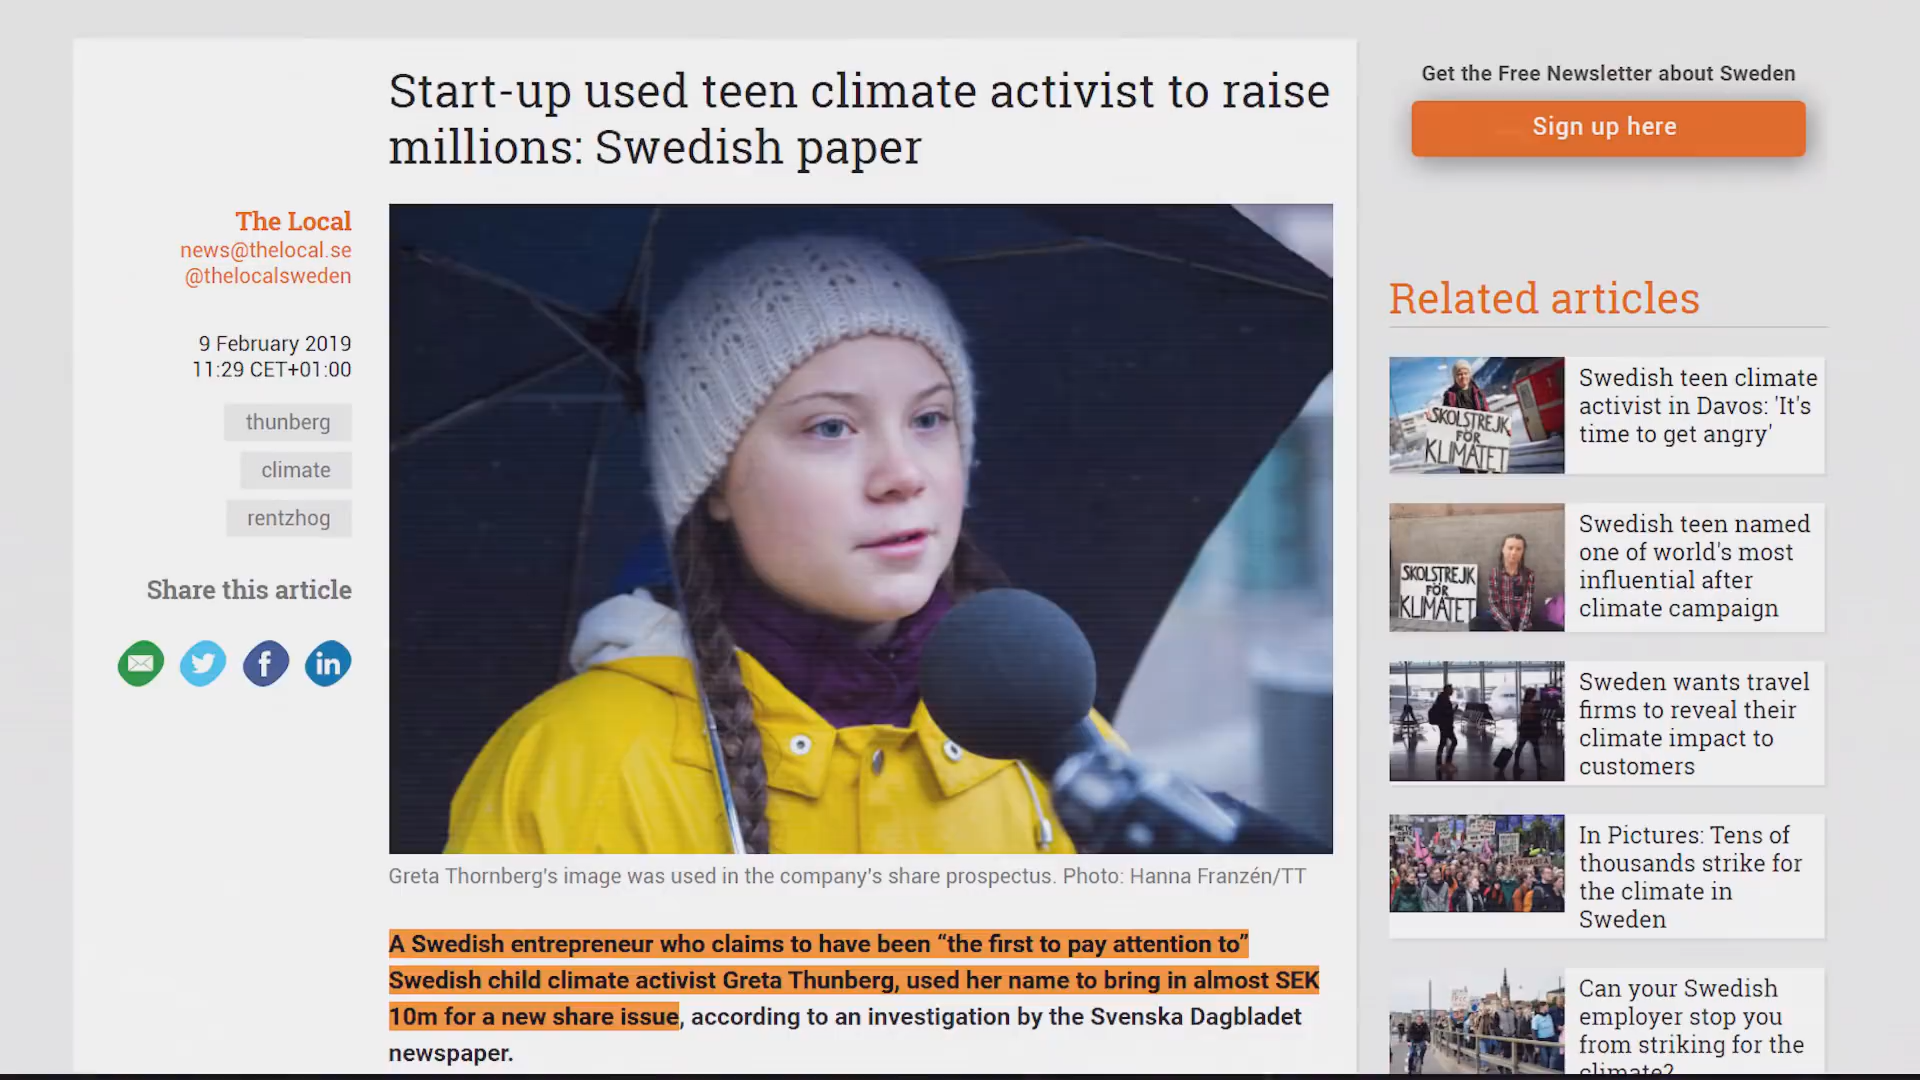 Start-up used teen climate activist to raise
millions: Swedish paper
The Local
news@thelocal.se
@thelocalsweden
9 February 2019
11:29 CET+01:00
thunberg
climate
rentzhog
Share this article
f
in
Greta Thornberg's image was used in the company's share prospectus. Photo: Hanna Franzén/TT
A Swedish entrepreneur who claims to have been “the first to pay attention to”
Swedish child climate activist Greta Thunberg, used her name to bring in almost SEK
10m for a new share issue, according to an investigation by the Svenska Dagbladet
newspaper.
Get the Free Newsletter about Sweden
Sign up here
Related articles
SKOLSTREJK
FÖR
KLIMATET
Swedish teen climate
activist in Davos: 'It's
time to get angry'
SKOLSTREJK
FÖR
KLIMATET
Swedish teen named
one of world's most
influential after
climate campaign
Sweden wants travel
firms to reveal their
climate impact to
customers
In Pictures: Tens of
thousands strike for
the climate in
Sweden
Can your Swedish
employer stop you
from striking for the
climate?